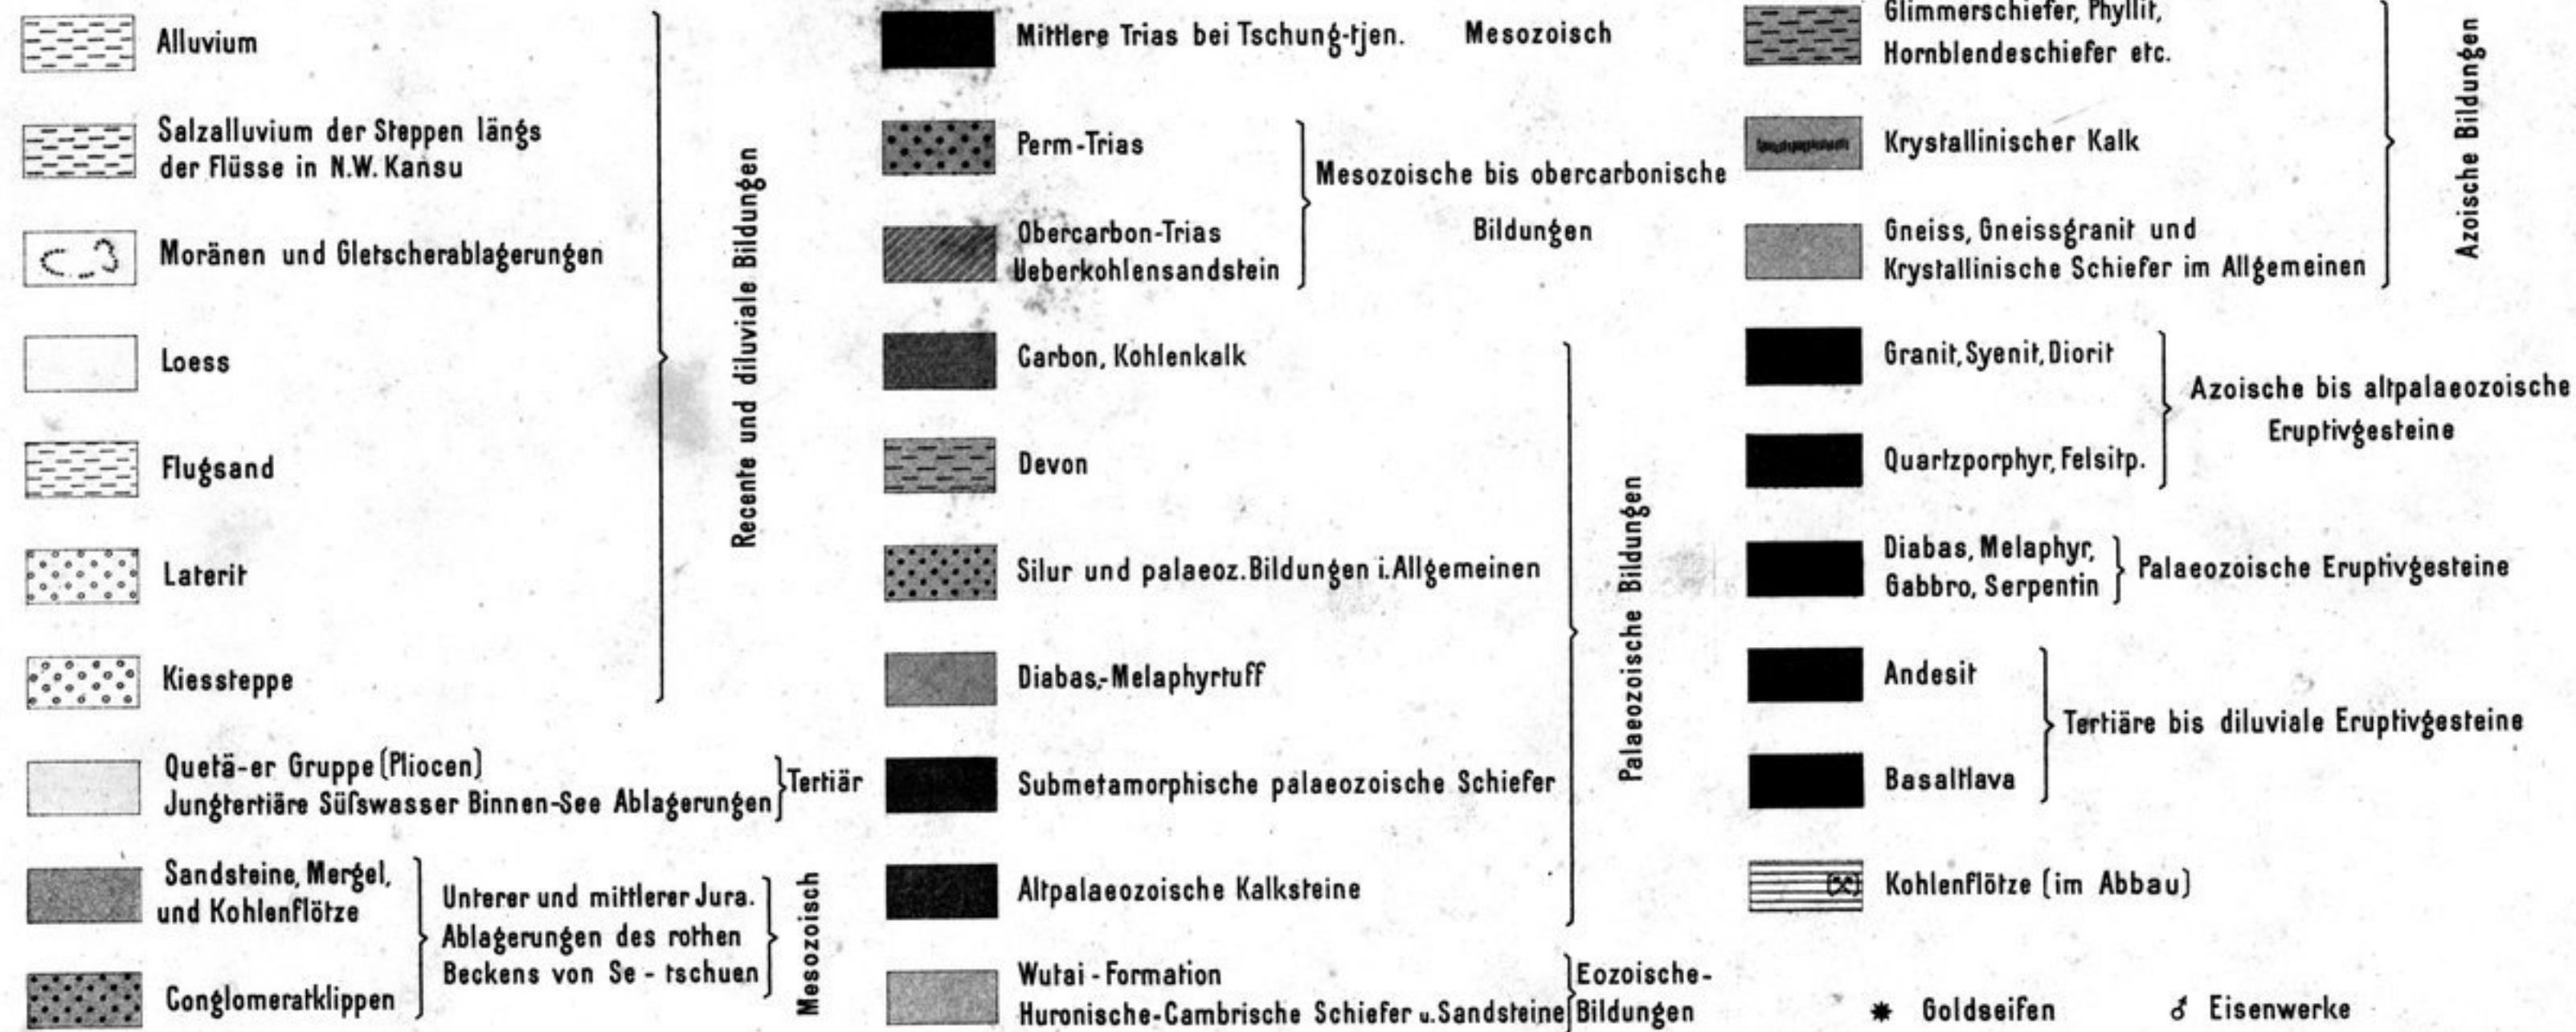 Alluvium
Salzalluvium der Steppen längs
der Flüsse in N.W. Kansu
Moränen und Gletscherablagerungen
Loess
Flugsand
Laterit
Kiessteppe
Recente und diluviale Bildungen
Quetä-er Gruppe (Pliocen)
Jungtertiäre Süſswasser Binnen-See Ablagerungen
Tertiär
Sandsteine, Mergel,
und Kohlenflötze
Conglomeratklippen
Unterer und mittlerer Jura.
Ablagerungen des rothen
Beckens von Se-tschuen
Mesozoisch
Mittlere Trias bei Tschung-tjen. Mesozoisch
Perm-Trias
Obercarbon-Trias
Ueberkohlensandstein
Mesozoische bis obercarbonische
Bildungen
Carbon, Kohlenkalk
Devon
Silur und palaeoz. Bildungen i. Allgemeinen
Diabas,-Melaphyrtuff
Submetamorphische palaeozoische Schiefer
Altpalaeozoische Kalksteine
Palaeozoische Bildungen
Wutai-Formation
Huronische-Cambrische Schiefer u. Sandsteine
Eozoische-
Bildungen
Glimmerschiefer, Phyllit,
Hornblendeschiefer etc.
Krystallinischer Kalk
Gneiss, Gneissgranit und
Krystallinische Schiefer im Allgemeinen
Azoische Bildungen
Granit, Syenit, Diorit
Quartzporphyr, Felsitp.
Azoische bis altpalaeozoische
Eruptivgesteine
Diabas, Melaphyr,
Gabbro, Serpentin
Palaeozoische Eruptivgesteine
Andesit
Basaltlava
Tertiäre bis diluviale Eruptivgesteine
Kohlenflötze (im Abbau)
Goldseifen
Eisenwerke